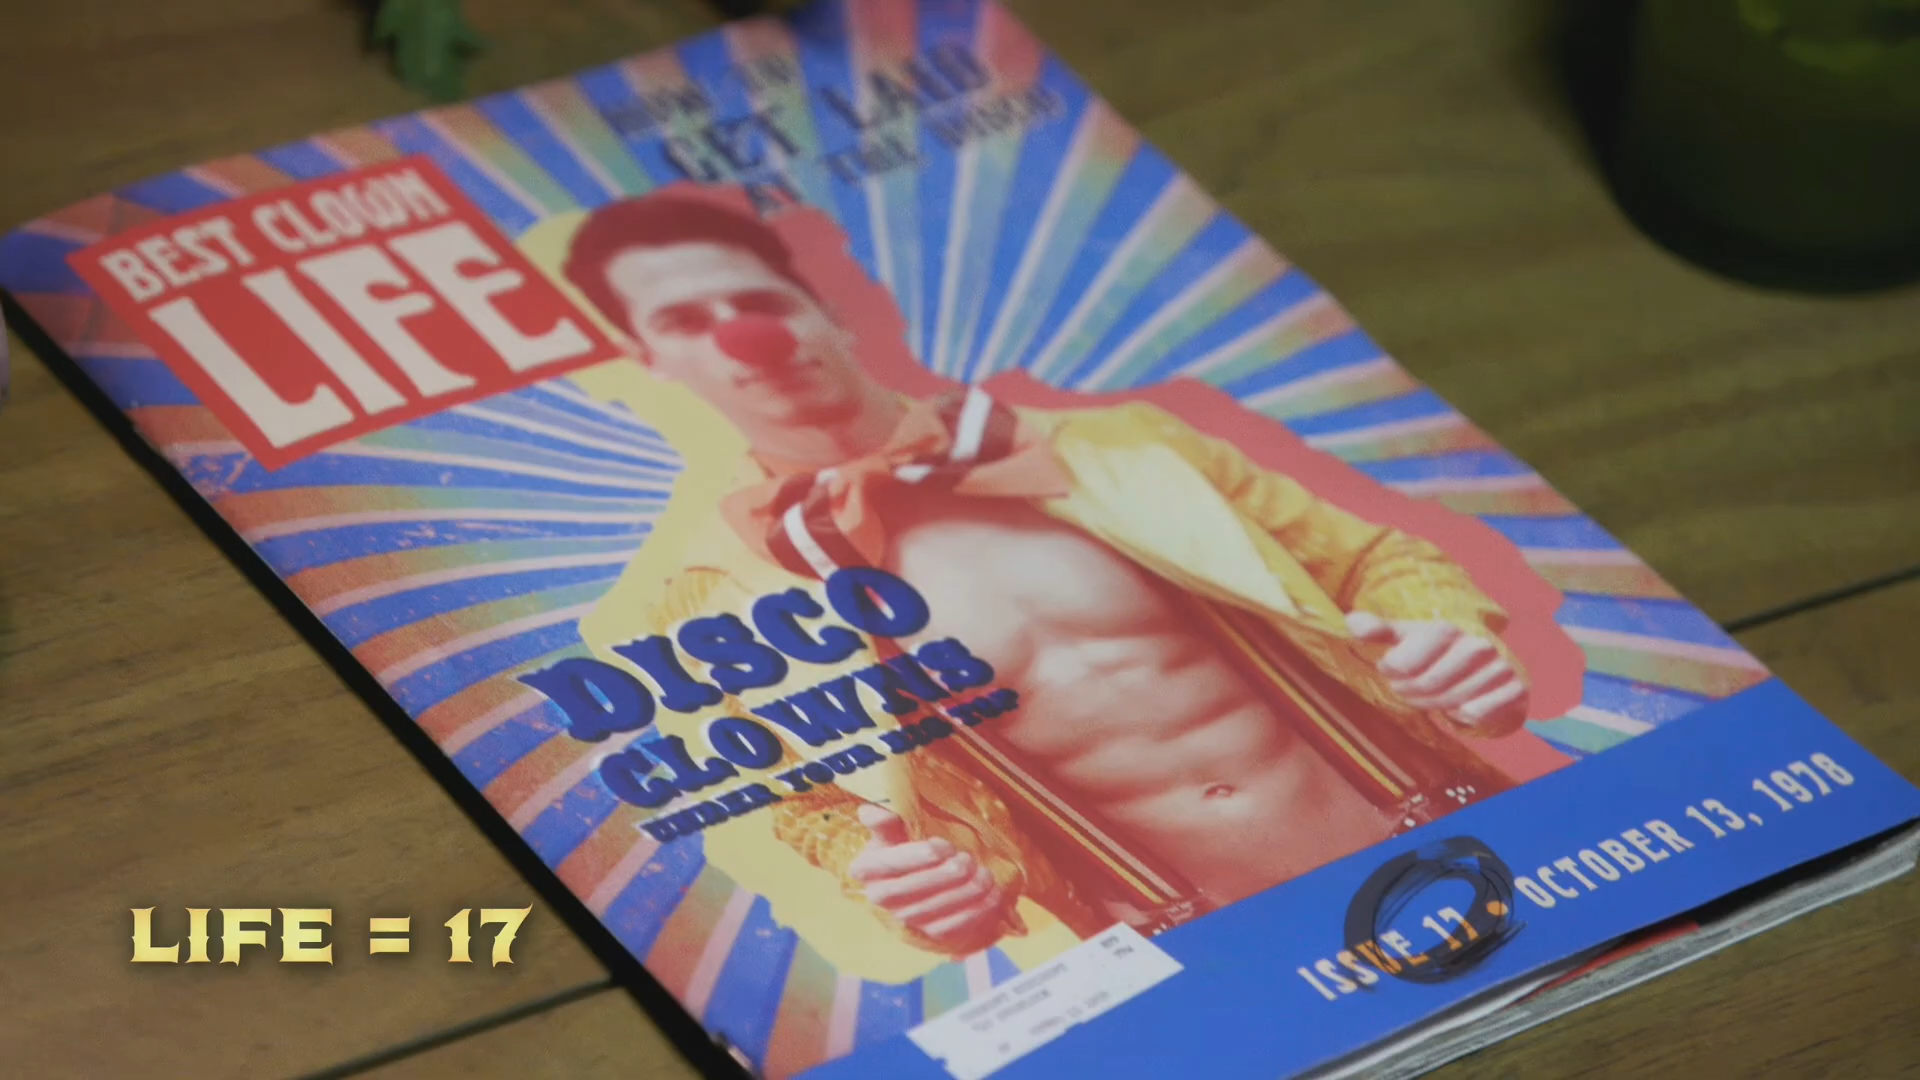 HOW TO
GET LAID
AT THE DISCO
BEST CLOWN
LIFE
DISCO
CLOWNS
UNDER YOUR BIG TOP
ISSUE 17 • OCTOBER 13, 1978
LIFE = 17